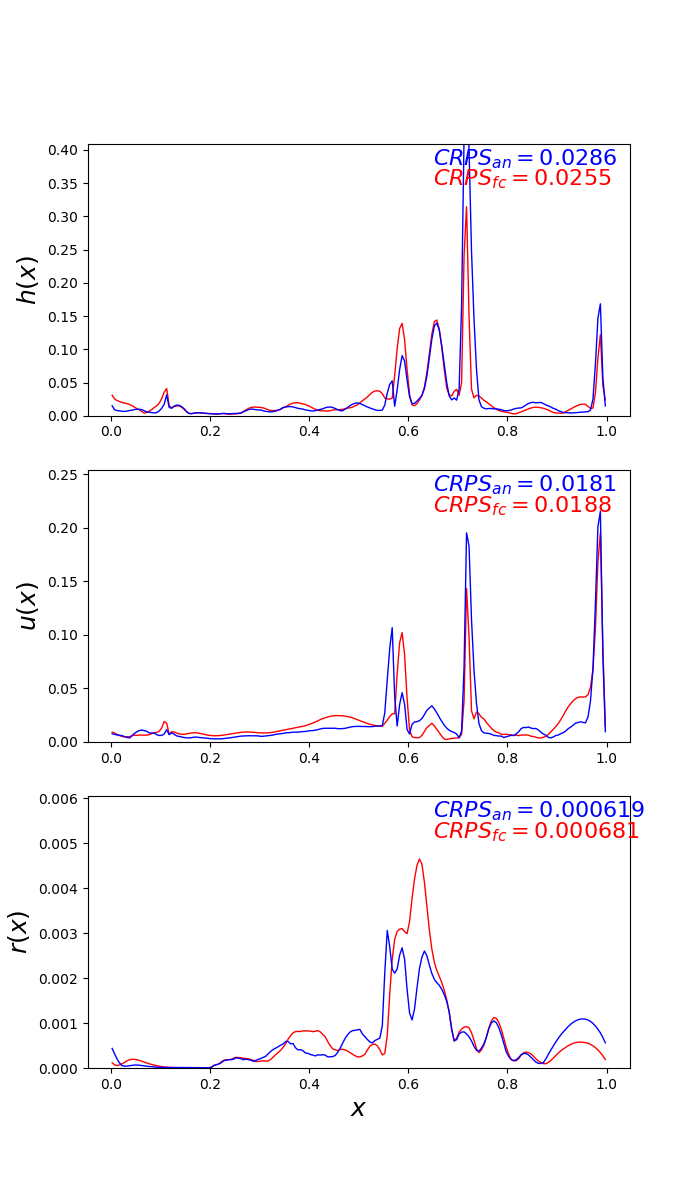 CRPS_an = 0.0286
CRPS_fc = 0.0255
h(x)
0.40
0.35
0.30
0.25
0.20
0.15
0.10
0.05
0.00
0.0 0.2 0.4 0.6 0.8 1.0
CRPS_an = 0.0181
CRPS_fc = 0.0188
u(x)
0.25
0.20
0.15
0.10
0.05
0.00
0.0 0.2 0.4 0.6 0.8 1.0
CRPS_an = 0.000619
CRPS_fc = 0.000681
r(x)
0.006
0.005
0.004
0.003
0.002
0.001
0.000
0.0 0.2 0.4 0.6 0.8 1.0
x